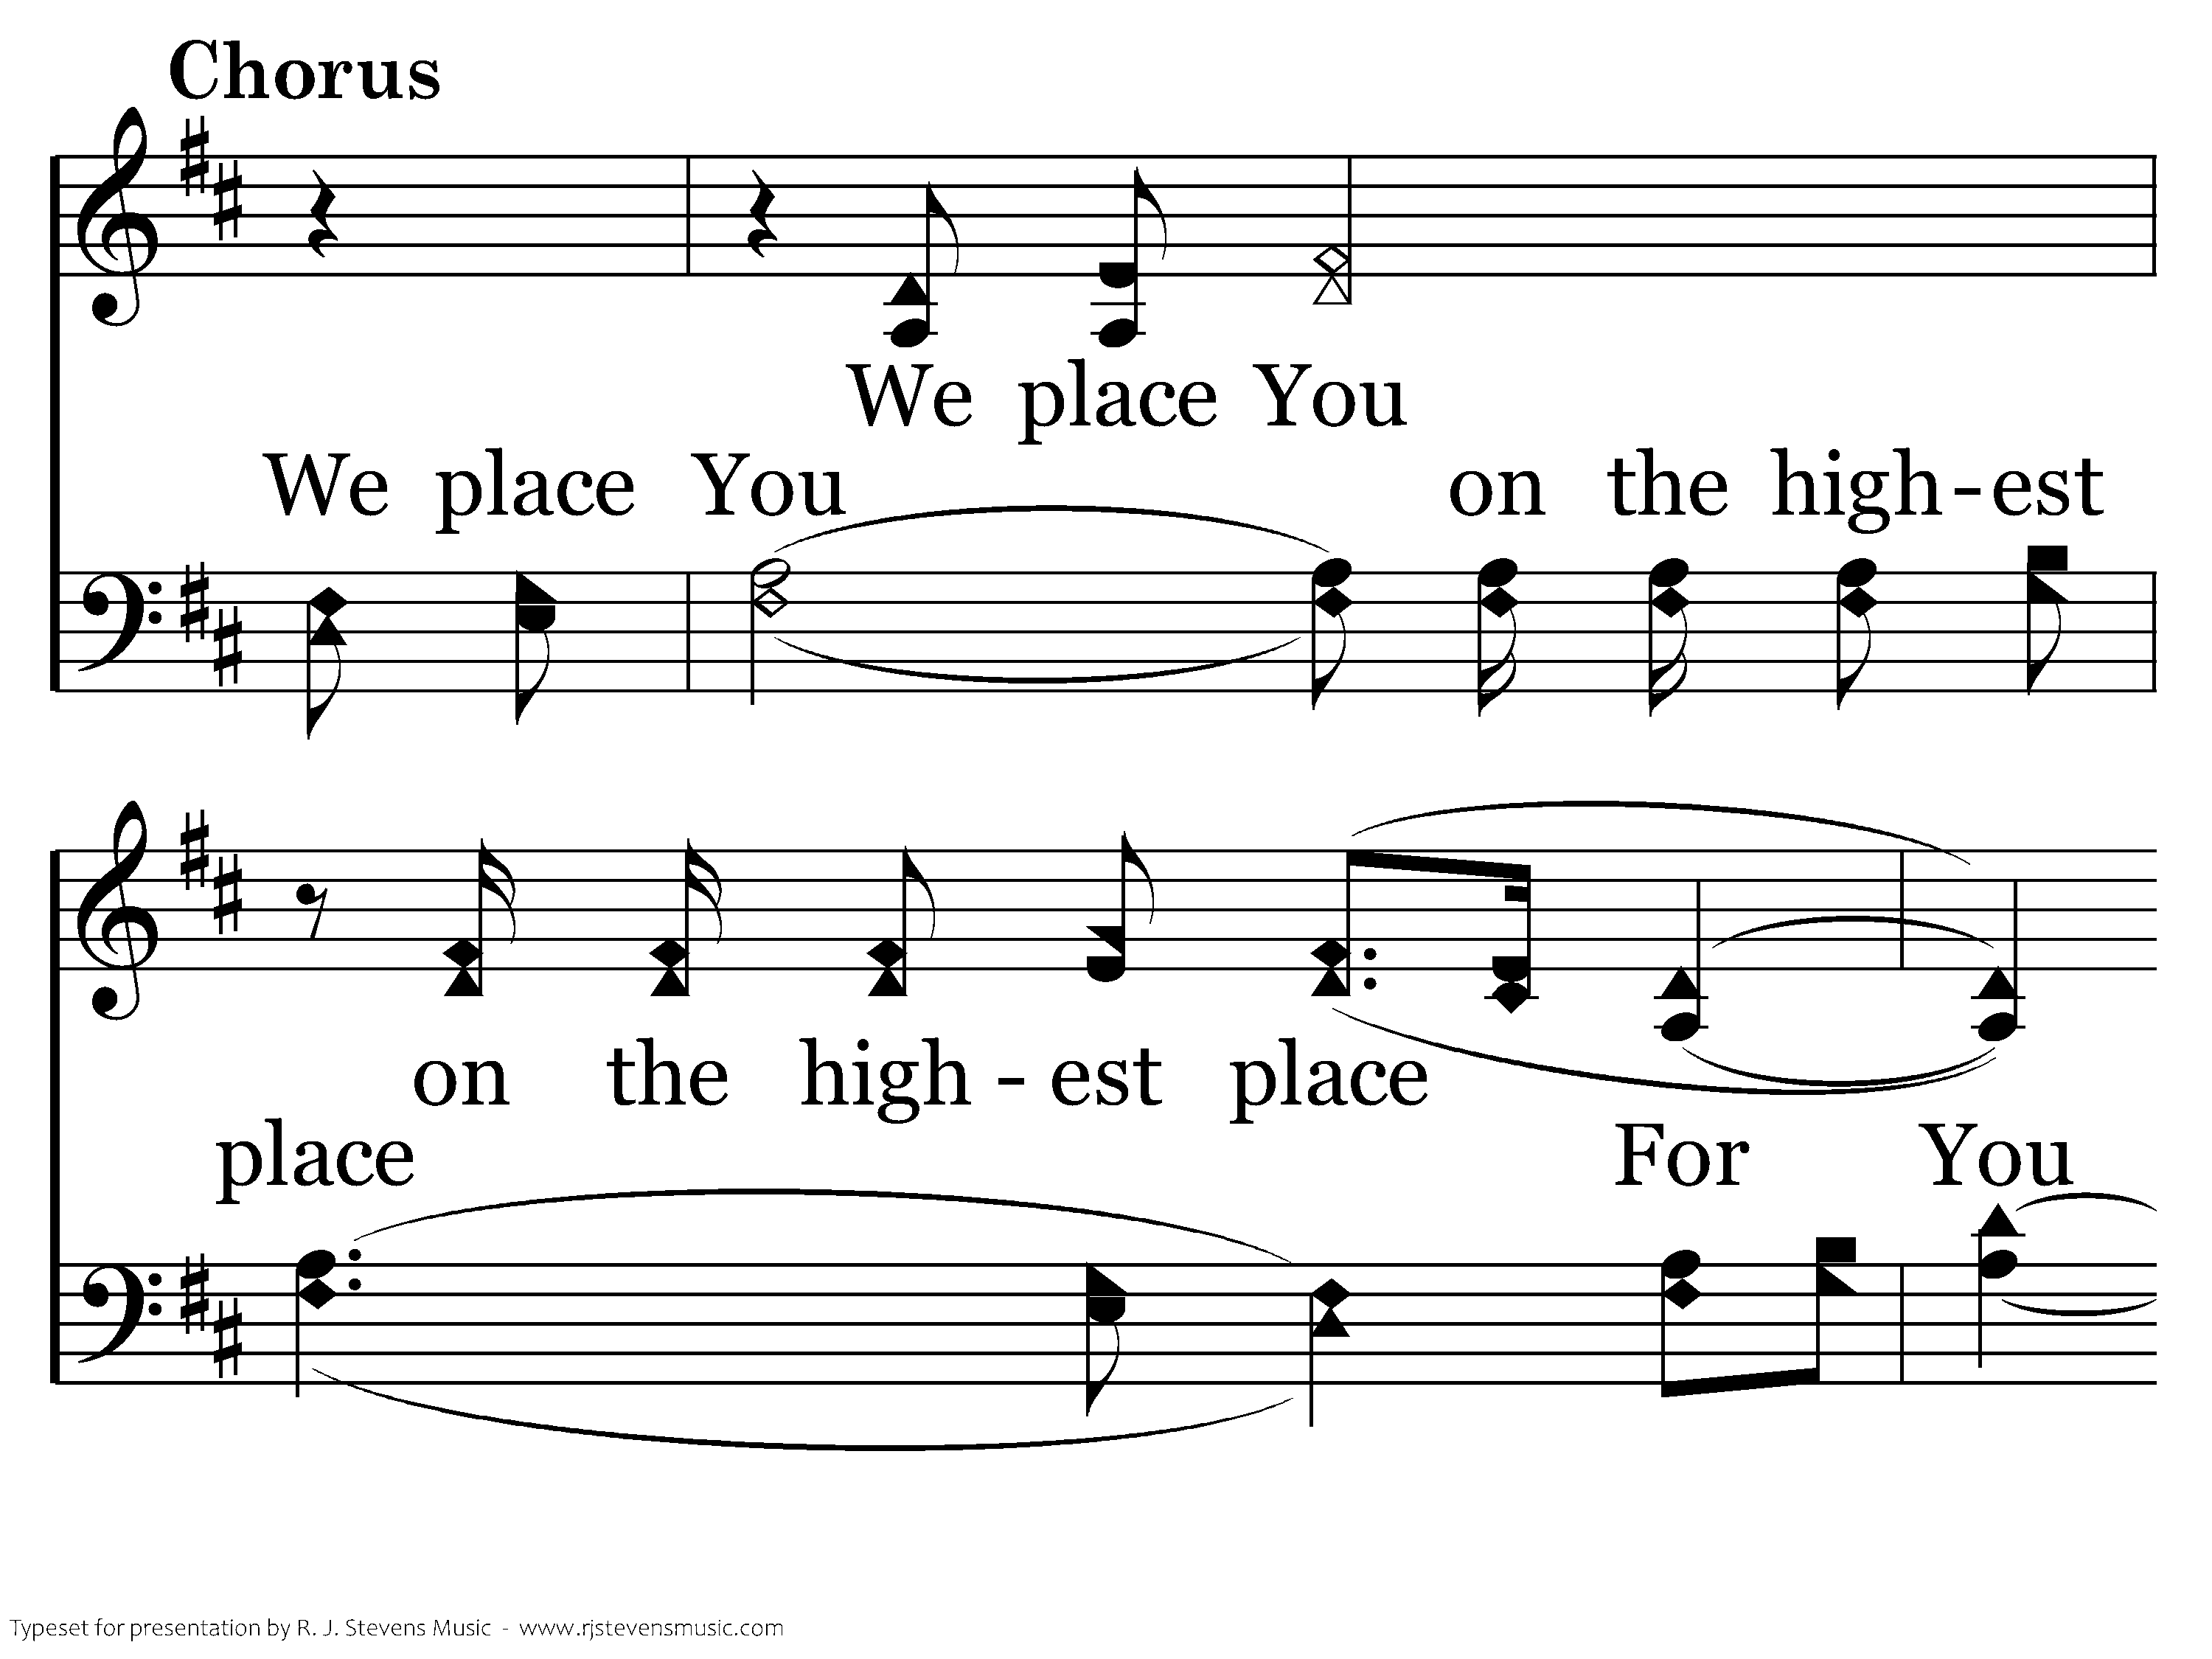 Chorus
We place You
We place You on the high-est
on the high - est place
place For You
Typeset for presentation by R. J. Stevens Music - www.rjstevensmusic.com